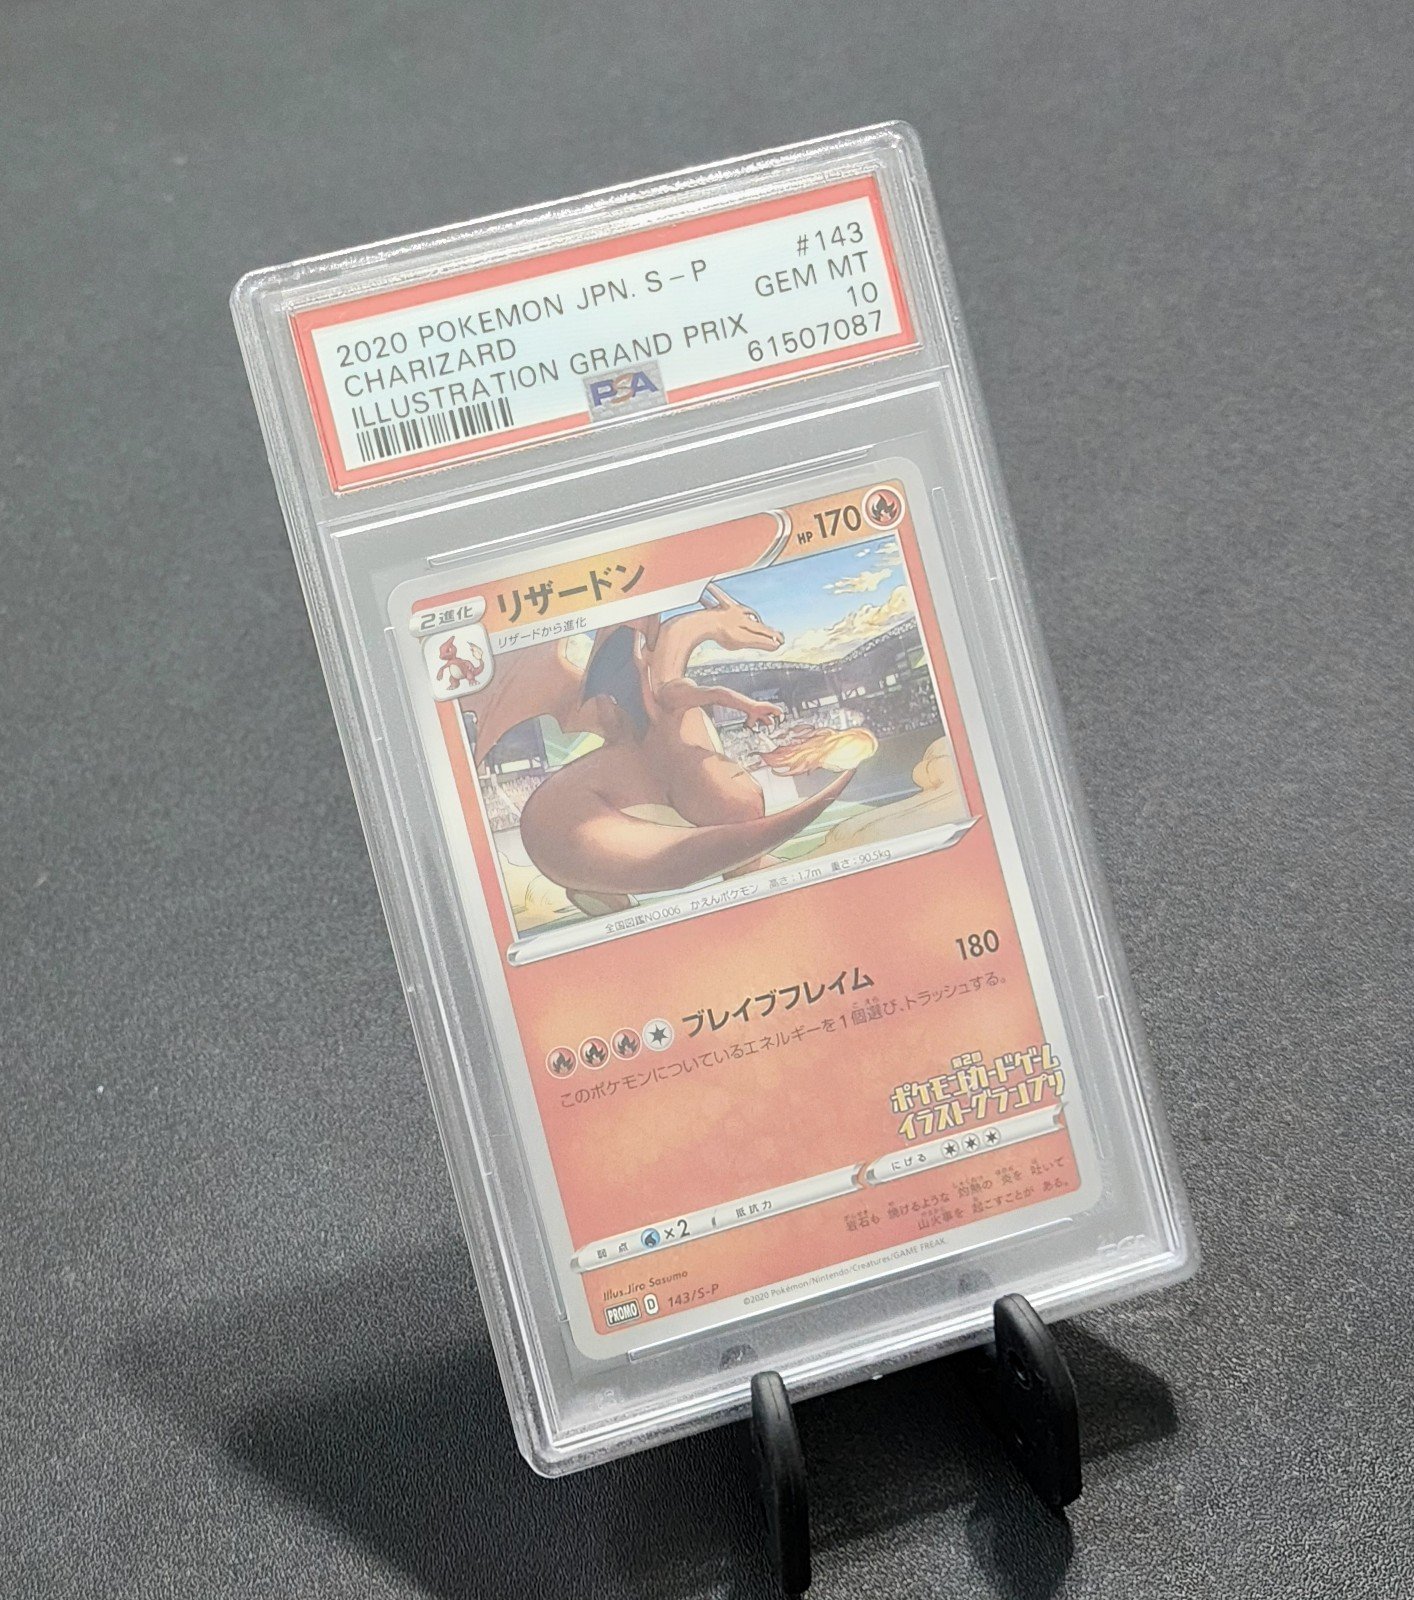 2020 POKEMON JPN. S-P #143
CHARIZARD GEM MT
ILLUSTRATION GRAND PRIX 10
61507087
PSA
2進化
リザードン
HP170
リザードから進化
全国図鑑NO.006 かえんポケモン 高さ:1.7m 重さ:90.5kg
ブレイブフレイム 180
このポケモンについているエネルギーを1個選び、トラッシュする。
第2回
ポケモンカードゲーム
イラストグランプリ
弱点 ×2 抵抗力 にげる
岩石も 焼けるような 灼熱の 炎を 吐いて
山火事を 起こすことが ある。
Illus.Jiro Sasumo
PROMO D 143/S-P ©2020 Pokémon/Nintendo/Creatures/GAME FREAK